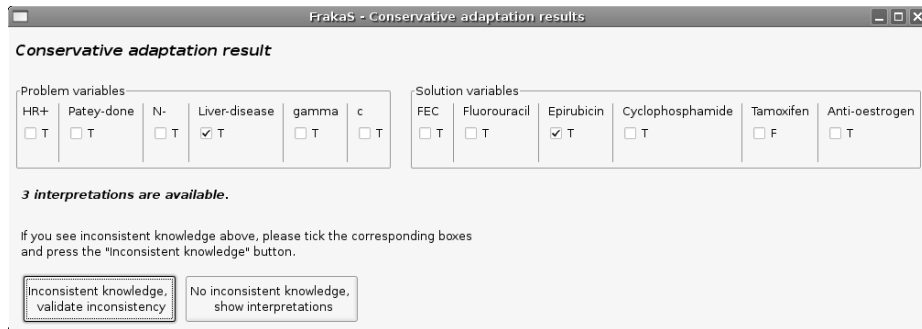 FrakaS - Conservative adaptation results
Conservative adaptation result
Problem variables
Solution variables
HR+ Patey-done N- Liver-disease gamma c FEC Fluorouracil Epirubicin Cyclophosphamide Tamoxifen Anti-oestrogen
T T T T T T T T T T F T
3 interpretations are available.
If you see inconsistent knowledge above, please tick the corresponding boxes
and press the "Inconsistent knowledge" button.
Inconsistent knowledge,
validate inconsistency
No inconsistent knowledge,
show interpretations